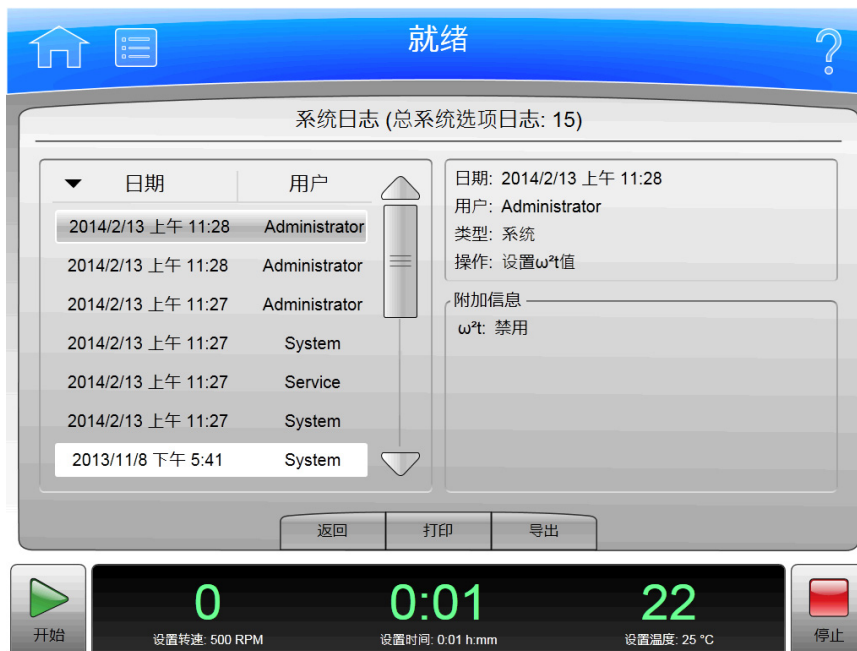 就绪
系统日志 (总系统选项日志: 15)
日期 用户
2014/2/13 上午 11:28 Administrator
2014/2/13 上午 11:28 Administrator
2014/2/13 上午 11:27 Administrator
2014/2/13 上午 11:27 System
2014/2/13 上午 11:27 Service
2014/2/13 上午 11:27 System
2013/11/8 下午 5:41 System
日期: 2014/2/13 上午 11:28
用户: Administrator
类型: 系统
操作: 设置ω²t值
附加信息
ω²t: 禁用
返回 打印 导出
开始
0
设置转速: 500 RPM
0:01
设置时间: 0:01 h:mm
22
设置温度: 25 °C
停止